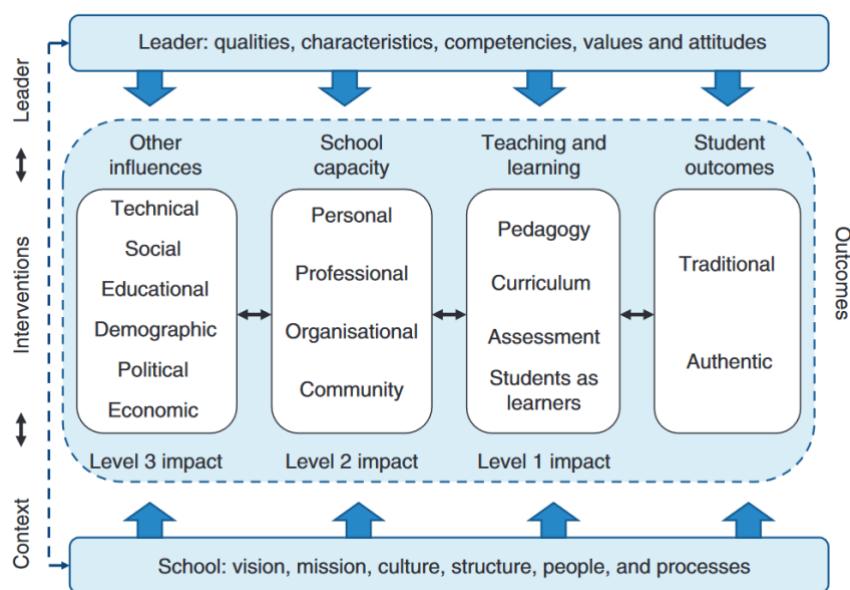 Leader: qualities, characteristics, competencies, values and attitudes
Leader
Interventions
Context
Other
influences
Technical
Social
Educational
Demographic
Political
Economic
Level 3 impact
School
capacity
Personal
Professional
Organisational
Community
Level 2 impact
Teaching and
learning
Pedagogy
Curriculum
Assessment
Students as
learners
Level 1 impact
Student
outcomes
Traditional
Authentic
Outcomes
School: vision, mission, culture, structure, people, and processes